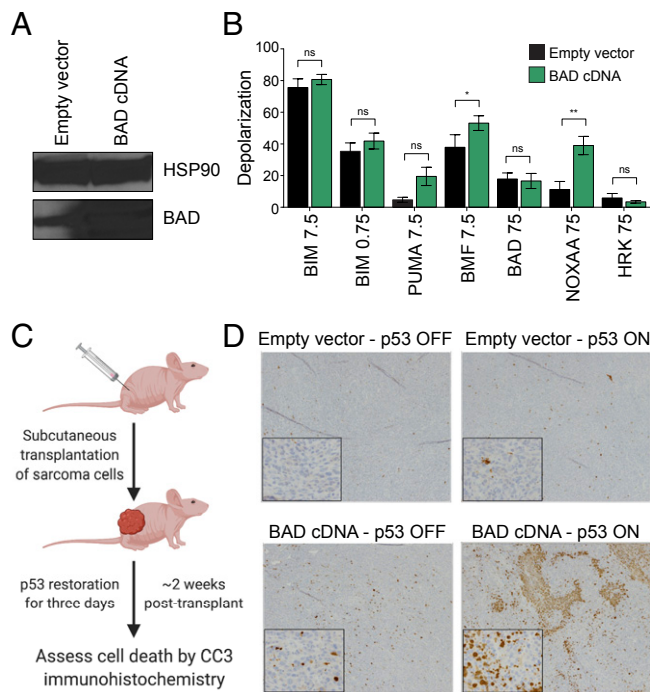 A
Empty vector
BAD cDNA
HSP90
BAD
B
Depolarization
100
80
60
40
20
0
ns
ns
ns
*
ns
**
ns
Empty vector
BAD cDNA
BIM 7.5
BIM 0.75
PUMA 7.5
BMF 7.5
BAD 75
NOXAA 75
HRK 75
C
Subcutaneous
transplantation
of sarcoma cells
p53 restoration
for three days
~2 weeks
post-transplant
Assess cell death by CC3
immunohistochemistry
D
Empty vector - p53 OFF
Empty vector - p53 ON
BAD cDNA - p53 OFF
BAD cDNA - p53 ON